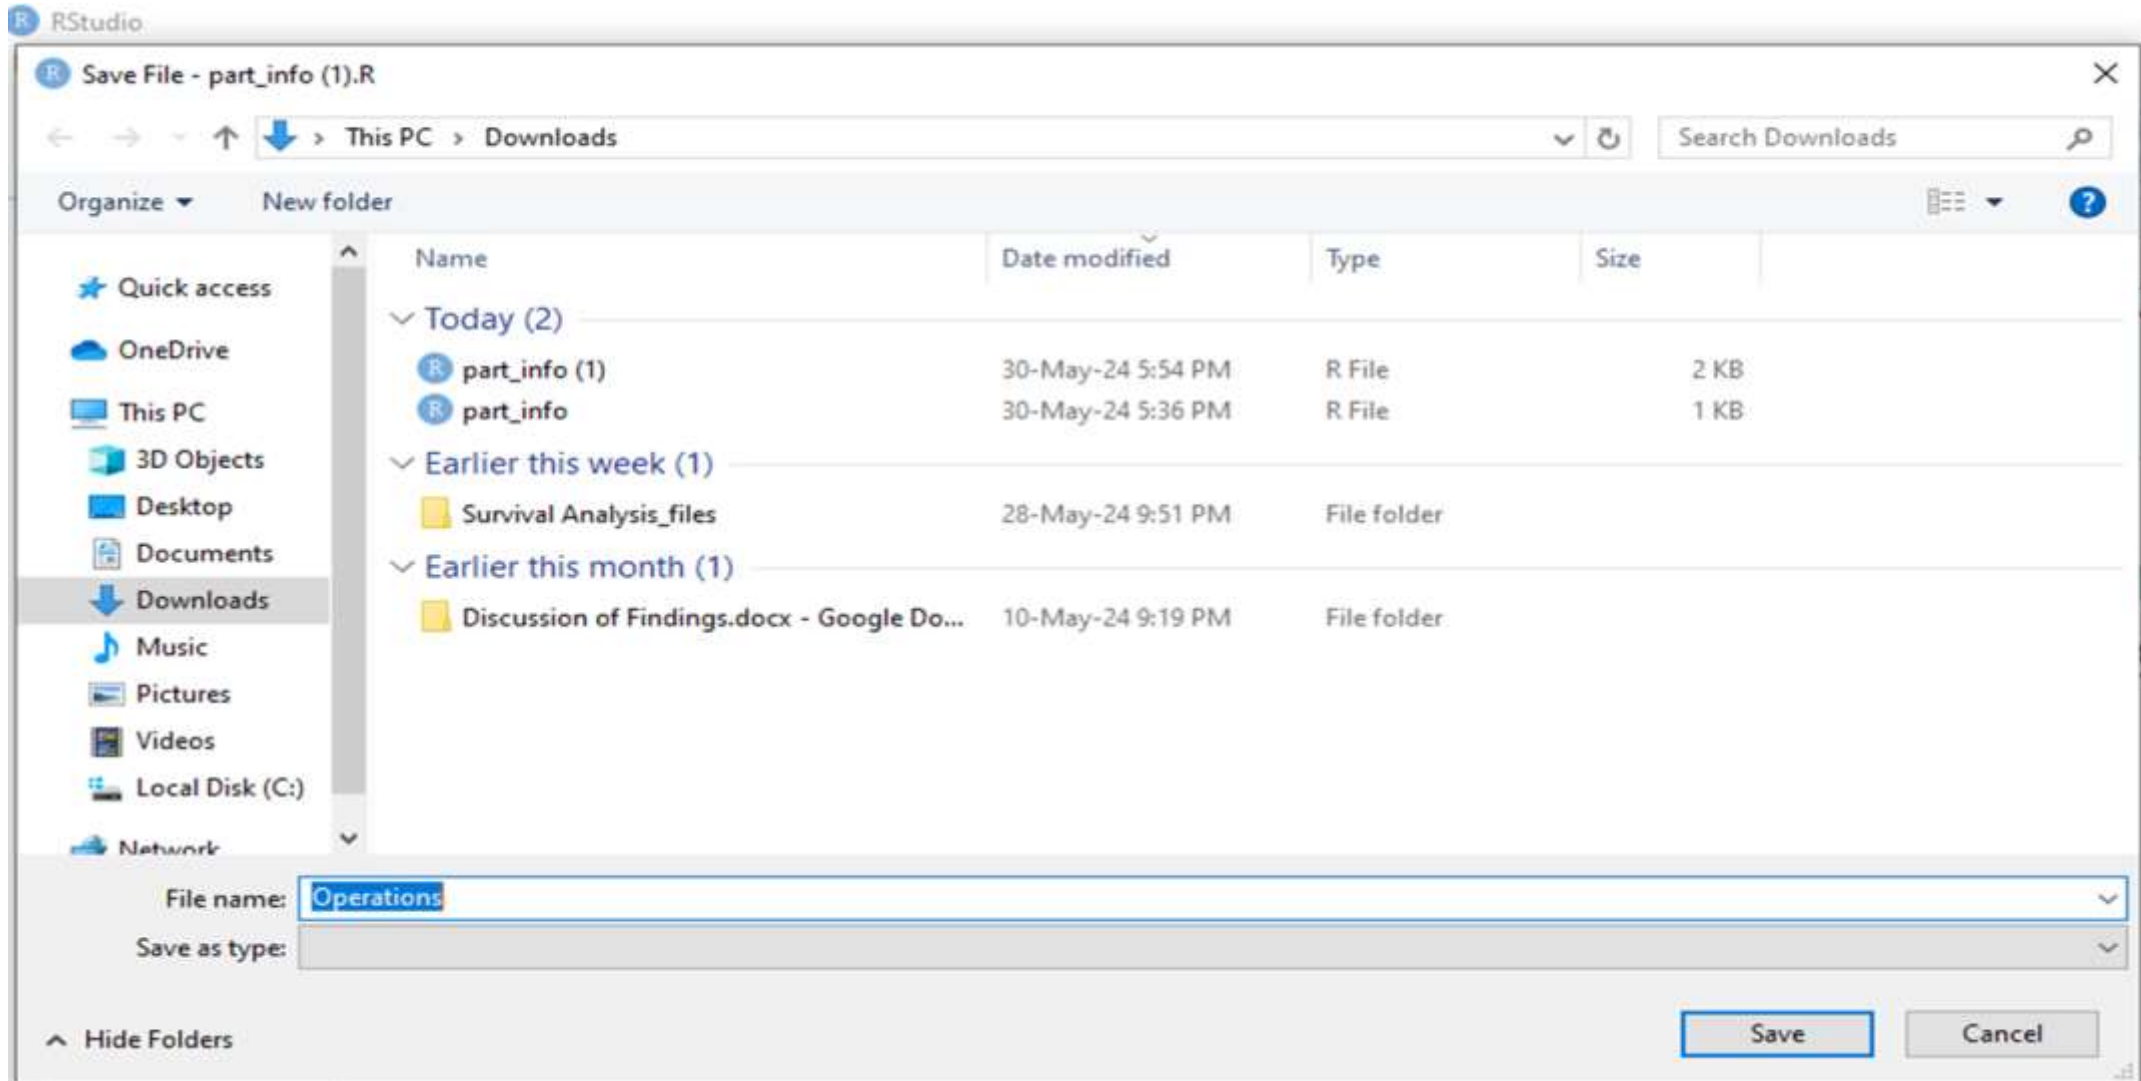 RStudio
Save File - part_info (1).R
This PC > Downloads
Search Downloads
Organize
New folder
Name Date modified Type Size
Quick access
OneDrive
This PC
3D Objects
Desktop
Documents
Downloads
Music
Pictures
Videos
Local Disk (C:)
Network
Today (2)
part_info (1) 30-May-24 5:54 PM R File 2 KB
part_info 30-May-24 5:36 PM R File 1 KB
Earlier this week (1)
Survival Analysis_files 28-May-24 9:51 PM File folder
Earlier this month (1)
Discussion of Findings.docx - Google Do... 10-May-24 9:19 PM File folder
File name: Operations
Save as type:
Hide Folders
Save
Cancel